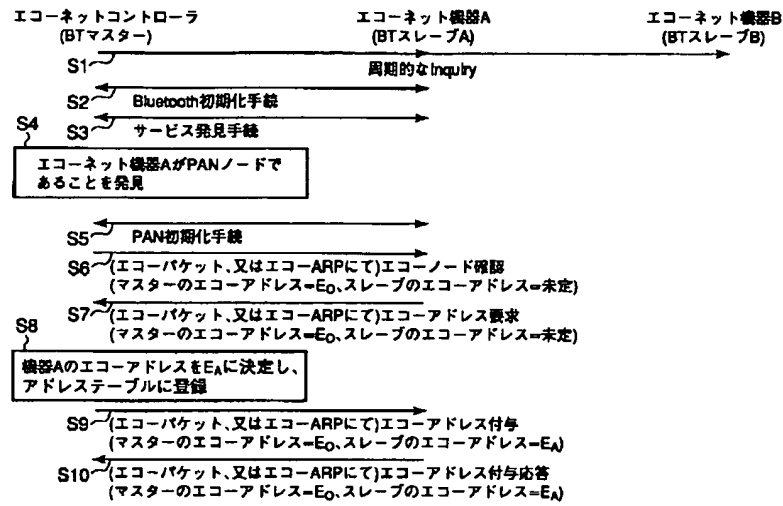 エコーネットコントローラ
(BTマスター)
エコーネット機器A
(BTスレーブA)
エコーネット機器B
(BTスレーブB)
S1
周期的なInquiry
S2
Bluetooth初期化手続
S3
サービス発見手続
S4
エコーネット機器AがPANノードで
あることを発見
S5
PAN初期化手続
S6
(エコーパケット、又はエコーARPにて)エコーノード確認
(マスターのエコーアドレス=EO、スレーブのエコーアドレス=未定)
S7
(エコーパケット、又はエコーARPにて)エコーアドレス要求
(マスターのエコーアドレス=EO、スレーブのエコーアドレス=未定)
S8
機器AのエコーアドレスをEAに決定し、
アドレステーブルに登録
S9
(エコーパケット、又はエコーARPにて)エコーアドレス付与
(マスターのエコーアドレス=EO、スレーブのエコーアドレス=EA)
S10
(エコーパケット、又はエコーARPにて)エコーアドレス付与応答
(マスターのエコーアドレス=EO、スレーブのエコーアドレス=EA)